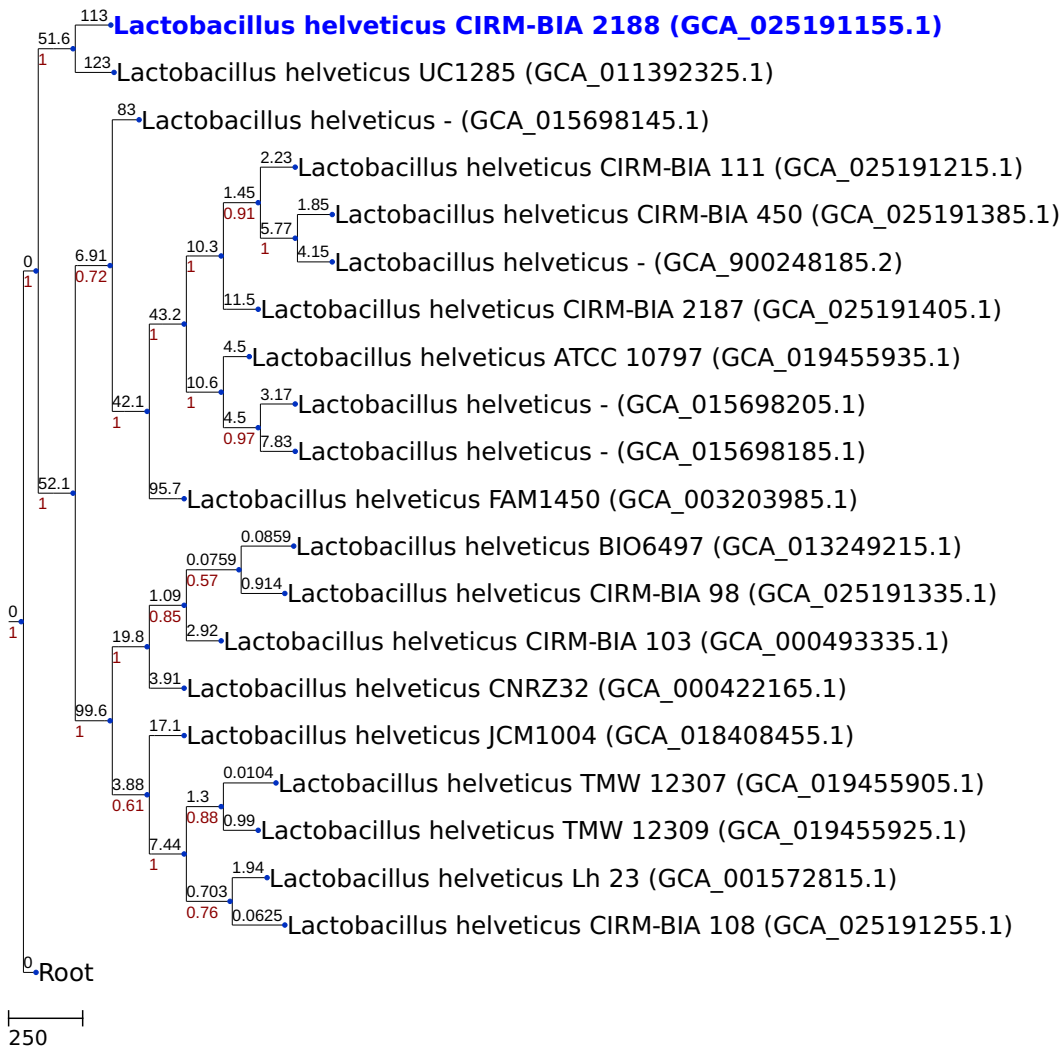 113
Lactobacillus helveticus CIRM-BIA 2188 (GCA_025191155.1)
51.6
1
123
Lactobacillus helveticus UC1285 (GCA_011392325.1)
83
Lactobacillus helveticus - (GCA_015698145.1)
2.23
Lactobacillus helveticus CIRM-BIA 111 (GCA_025191215.1)
1.45
0.91
1.85
Lactobacillus helveticus CIRM-BIA 450 (GCA_025191385.1)
5.77
1
10.3
1
4.15
Lactobacillus helveticus - (GCA_900248185.2)
0
1
6.91
0.72
11.5
Lactobacillus helveticus CIRM-BIA 2187 (GCA_025191405.1)
43.2
1
4.5
Lactobacillus helveticus ATCC 10797 (GCA_019455935.1)
10.6
1
3.17
Lactobacillus helveticus - (GCA_015698205.1)
42.1
1
4.5
0.97
7.83
Lactobacillus helveticus - (GCA_015698185.1)
52.1
1
95.7
Lactobacillus helveticus FAM1450 (GCA_003203985.1)
0.0859
Lactobacillus helveticus BIO6497 (GCA_013249215.1)
0.0759
0.57
0.914
Lactobacillus helveticus CIRM-BIA 98 (GCA_025191335.1)
1.09
0.85
0
1
2.92
Lactobacillus helveticus CIRM-BIA 103 (GCA_000493335.1)
19.8
1
3.91
Lactobacillus helveticus CNRZ32 (GCA_000422165.1)
99.6
1
17.1
Lactobacillus helveticus JCM1004 (GCA_018408455.1)
3.88
0.61
0.0104
Lactobacillus helveticus TMW 12307 (GCA_019455905.1)
1.3
0.88
0.99
Lactobacillus helveticus TMW 12309 (GCA_019455925.1)
7.44
1
1.94
Lactobacillus helveticus Lh 23 (GCA_001572815.1)
0.703
0.76
0.0625
Lactobacillus helveticus CIRM-BIA 108 (GCA_025191255.1)
0
Root
250